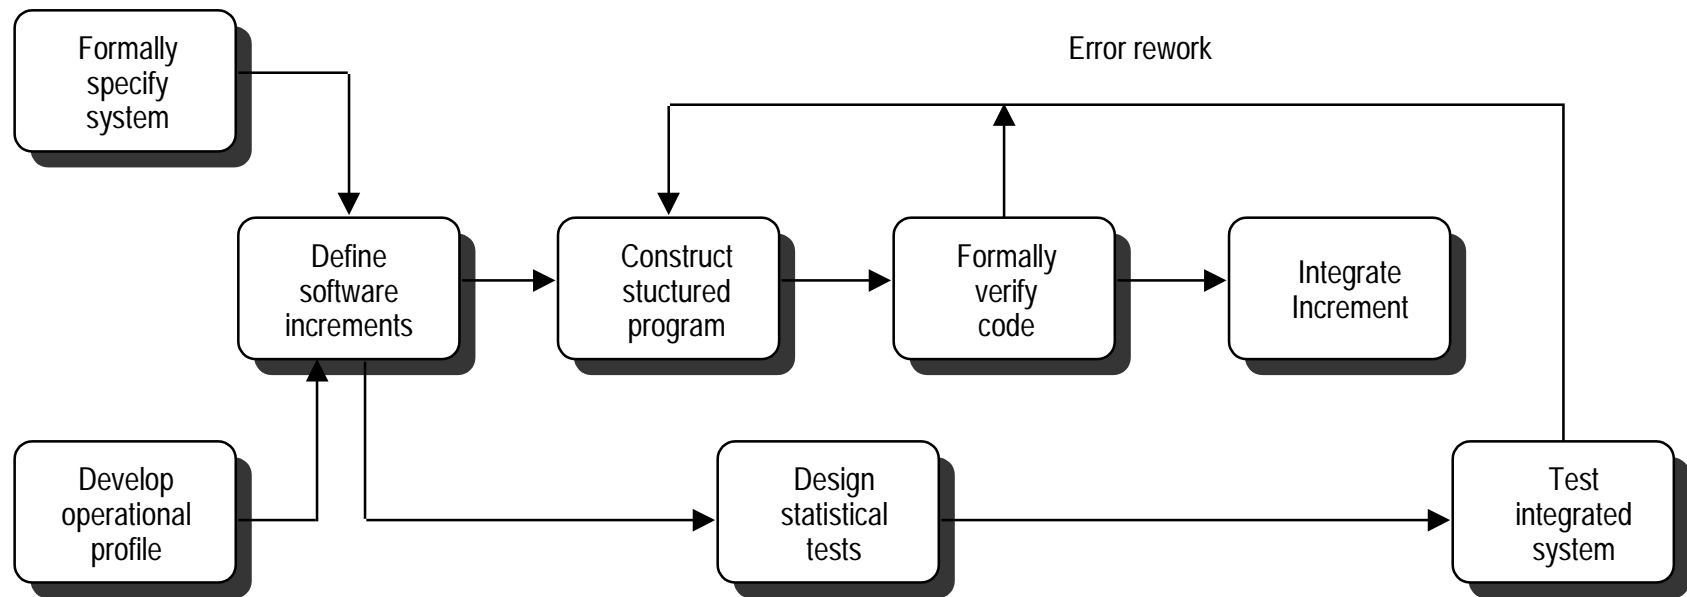 Formally
specify
system
Error rework
Define
software
increments
Construct
stuctured
program
Formally
verify
code
Integrate
Increment
Develop
operational
profile
Design
statistical
tests
Test
integrated
system